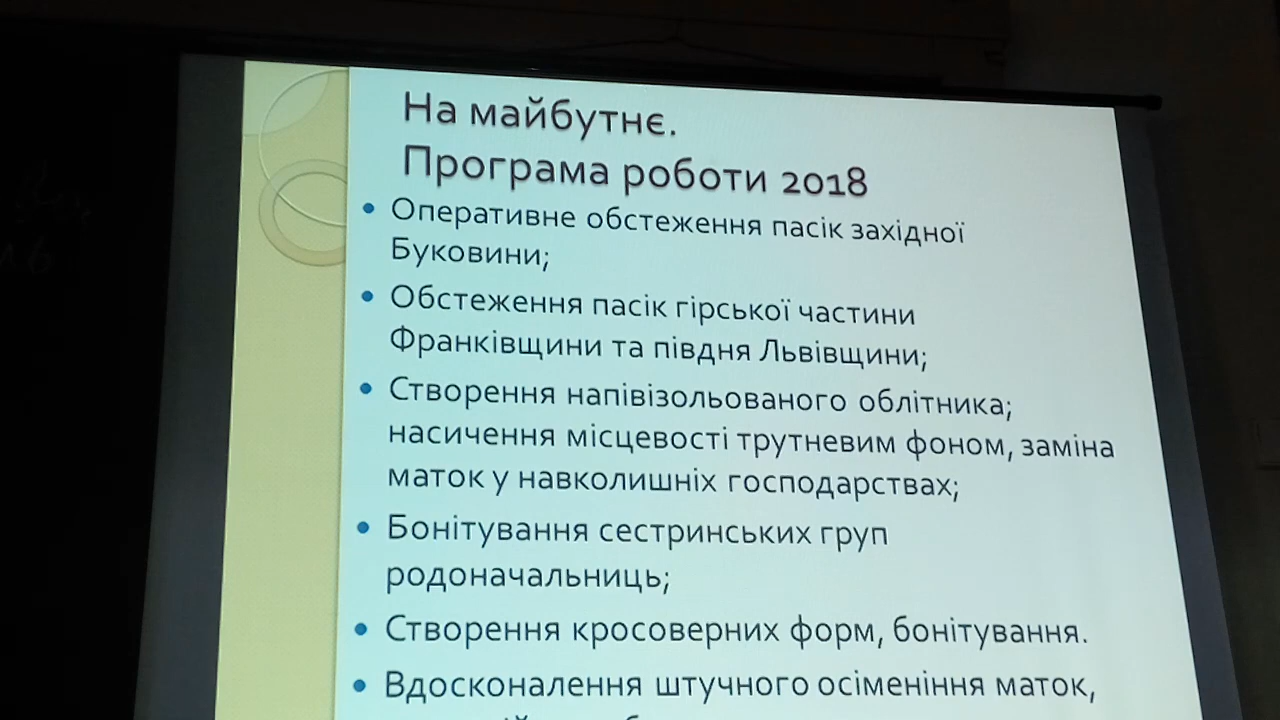 На майбутнє.
Програма роботи 2018
• Оперативне обстеження пасік західної
Буковини;
• Обстеження пасік гірської частини
Франківщини та півдня Львівщини;
• Створення напівізольованого облітника;
насичення місцевості трутневим фоном, заміна
маток у навколишніх господарствах;
• Бонітування сестринських груп
родоначальниць;
• Створення кросоверних форм, бонітування.
• Вдосконалення штучного осіменіння маток,